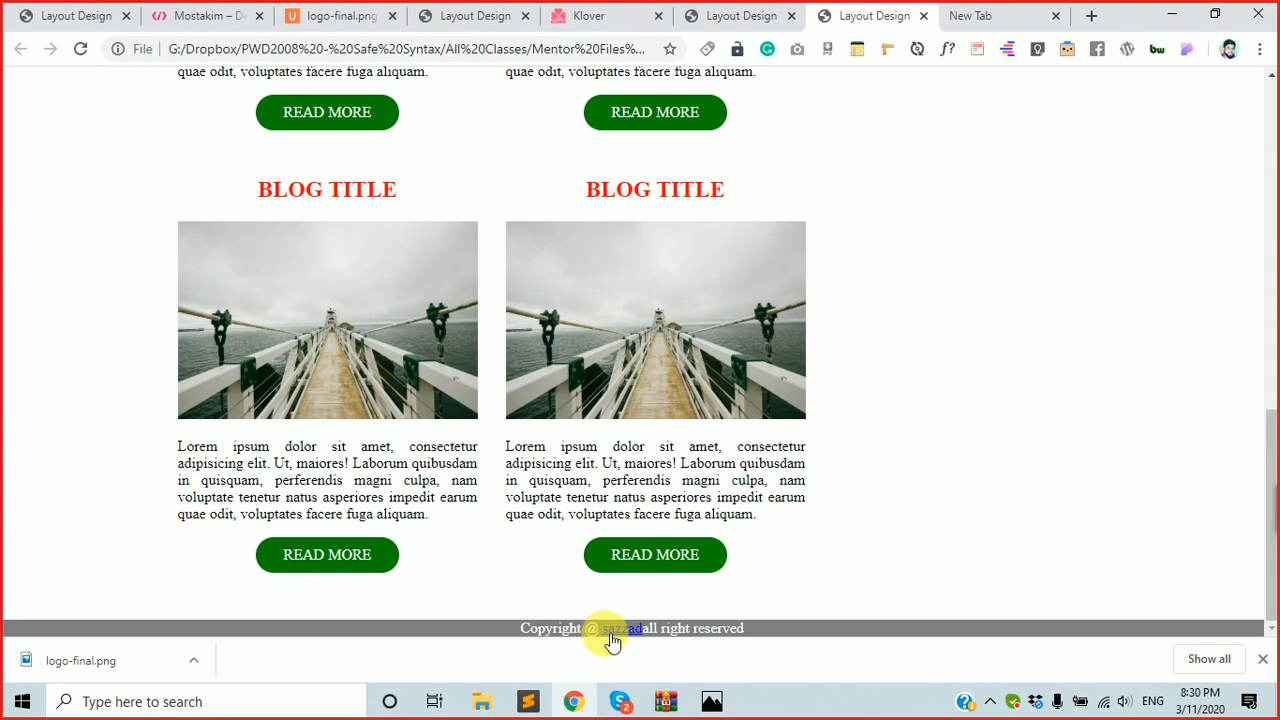 Layout Design
Mostakim – De
logo-final.png
Layout Design
Klover
Layout Design
Layout Design
New Tab
File
G:/Dropbox/PWD2008%20-%20Safe%20Syntax/All%20Classes/Mentor%20Files%...
quae odit, voluptates facere fuga aliquam.
quae odit, voluptates facere fuga aliquam.
READ MORE
READ MORE
BLOG TITLE
BLOG TITLE
Lorem ipsum dolor sit amet, consectetur
adipisicing elit. Ut, maiores! Laborum quibusdam
in quisquam, perferendis magni culpa, nam
voluptate tenetur natus asperiores impedit earum
quae odit, voluptates facere fuga aliquam.
Lorem ipsum dolor sit amet, consectetur
adipisicing elit. Ut, maiores! Laborum quibusdam
in quisquam, perferendis magni culpa, nam
voluptate tenetur natus asperiores impedit earum
quae odit, voluptates facere fuga aliquam.
READ MORE
READ MORE
Copyright @ sazzadall right reserved
logo-final.png
Show all
Type here to search
2
ENG
8:30 PM
3/11/2020